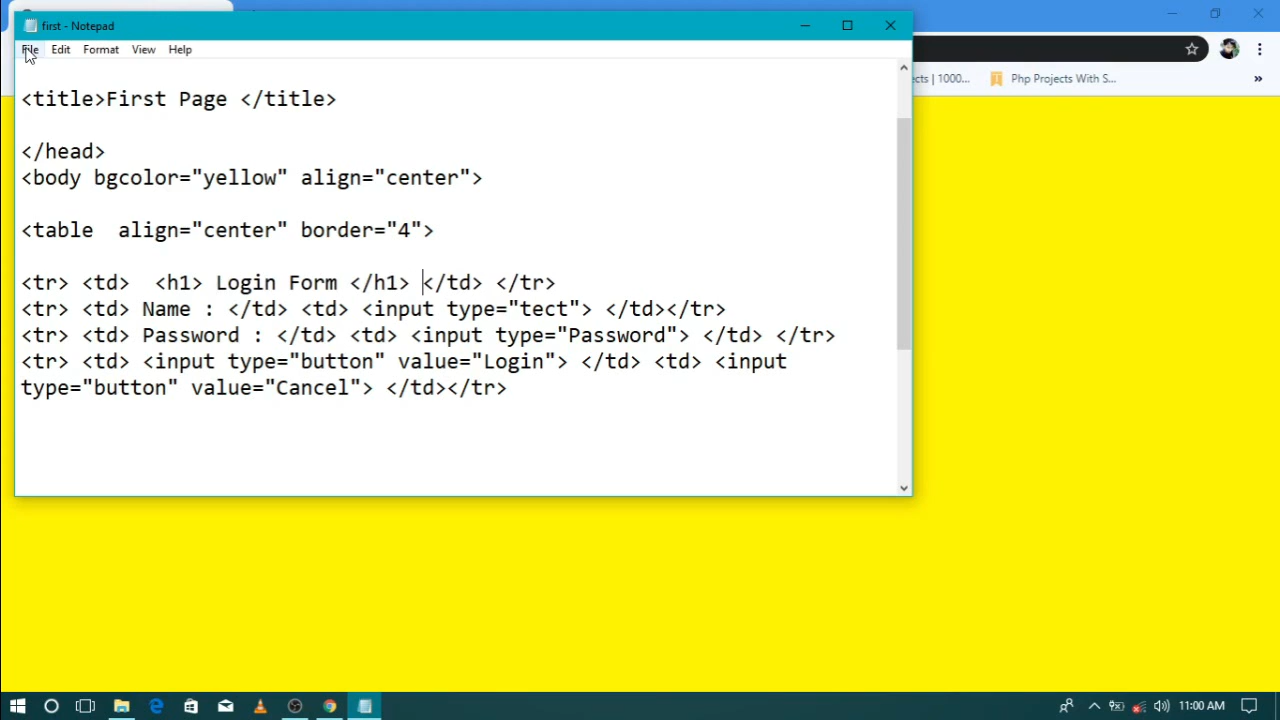 first - Notepad
File Edit Format View Help
<title>First Page </title>
</head>
<body bgcolor="yellow" align="center">
<table  align="center" border="4">
<tr> <td>  <h1> Login Form </h1> </td> </tr>
<tr> <td> Name : </td> <td> <input type="tect"> </td></tr>
<tr> <td> Password : </td> <td> <input type="Password"> </td> </tr>
<tr> <td> <input type="button" value="Login"> </td> <td> <input
type="button" value="Cancel"> </td></tr>
ects | 1000... Php Projects With S... »
11:00 AM